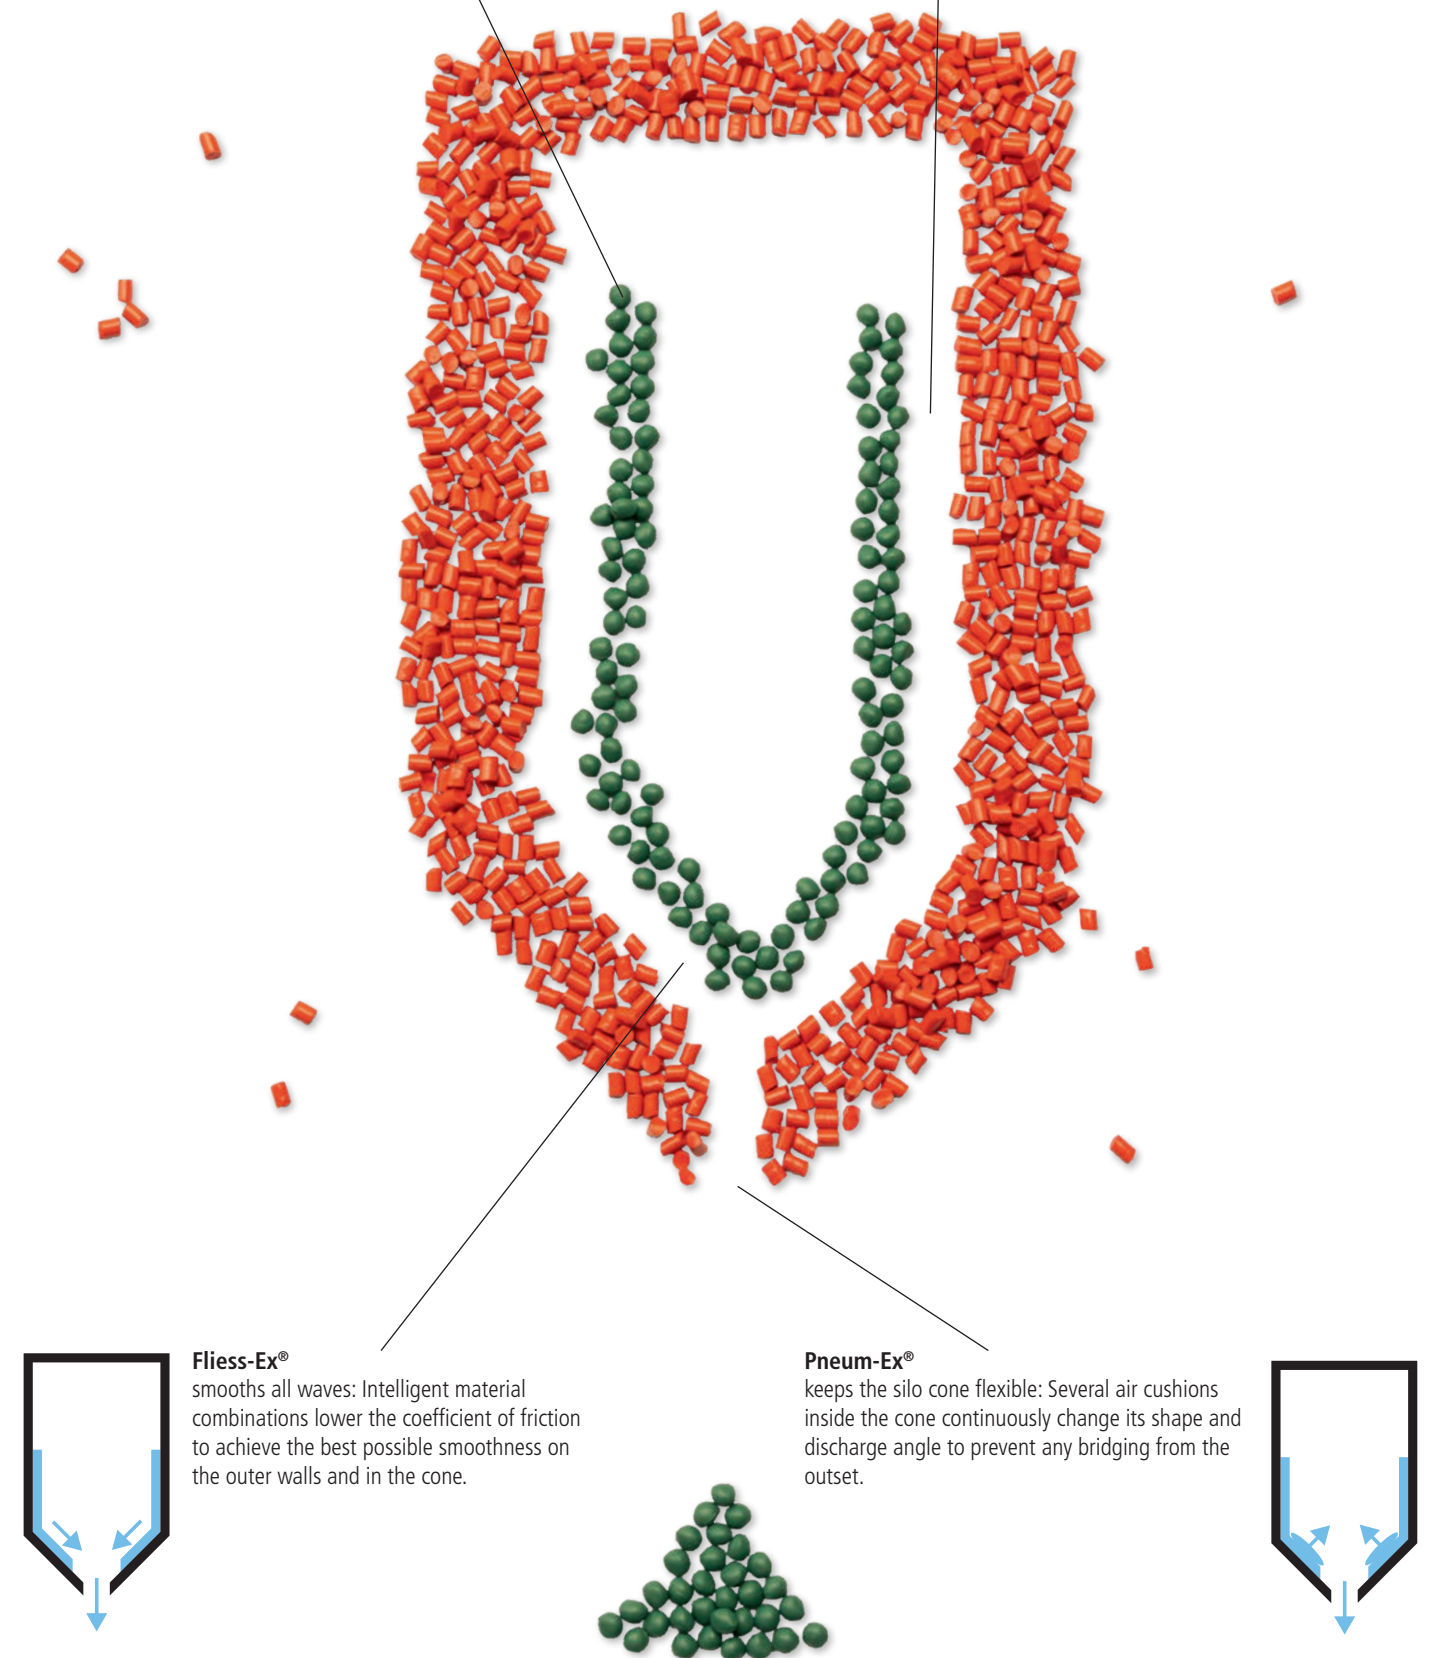 Fliess-Ex®
smooths all waves: Intelligent material
combinations lower the coefficient of friction
to achieve the best possible smoothness on
the outer walls and in the cone.
Pneum-Ex®
keeps the silo cone flexible: Several air cushions
inside the cone continuously change its shape and
discharge angle to prevent any bridging from the
outset.